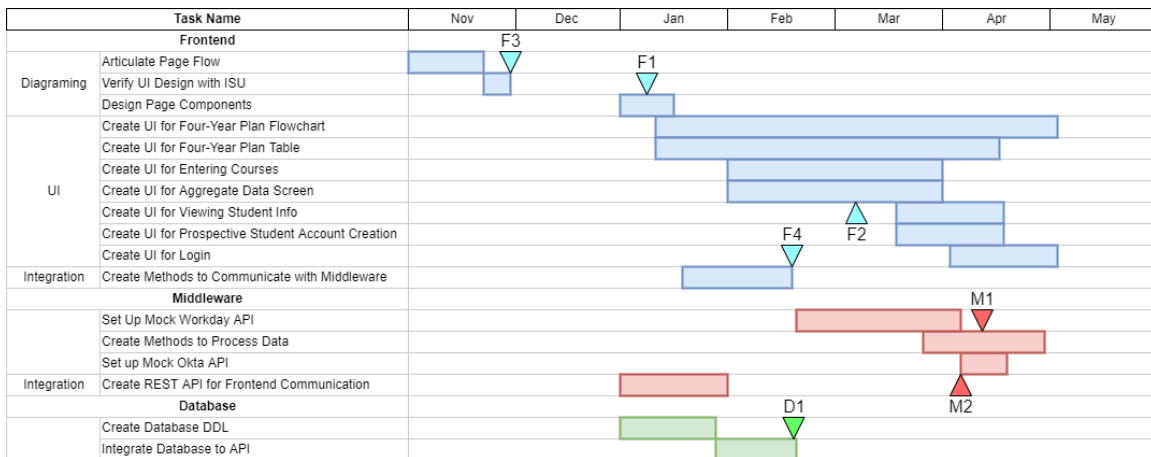 Task Name Nov Dec Jan Feb Mar Apr May
Frontend F3
Articulate Page Flow F1
Diagraming Verify UI Design with ISU
Design Page Components
Create UI for Four-Year Plan Flowchart
Create UI for Four-Year Plan Table
Create UI for Entering Courses
UI Create UI for Aggregate Data Screen
Create UI for Viewing Student Info
Create UI for Prospective Student Account Creation F4 F2
Create UI for Login
Integration Create Methods to Communicate with Middleware
Middleware M1
Set Up Mock Workday API
Create Methods to Process Data
Set up Mock Okta API
Integration Create REST API for Frontend Communication
Database D1 M2
Create Database DDL
Integrate Database to API